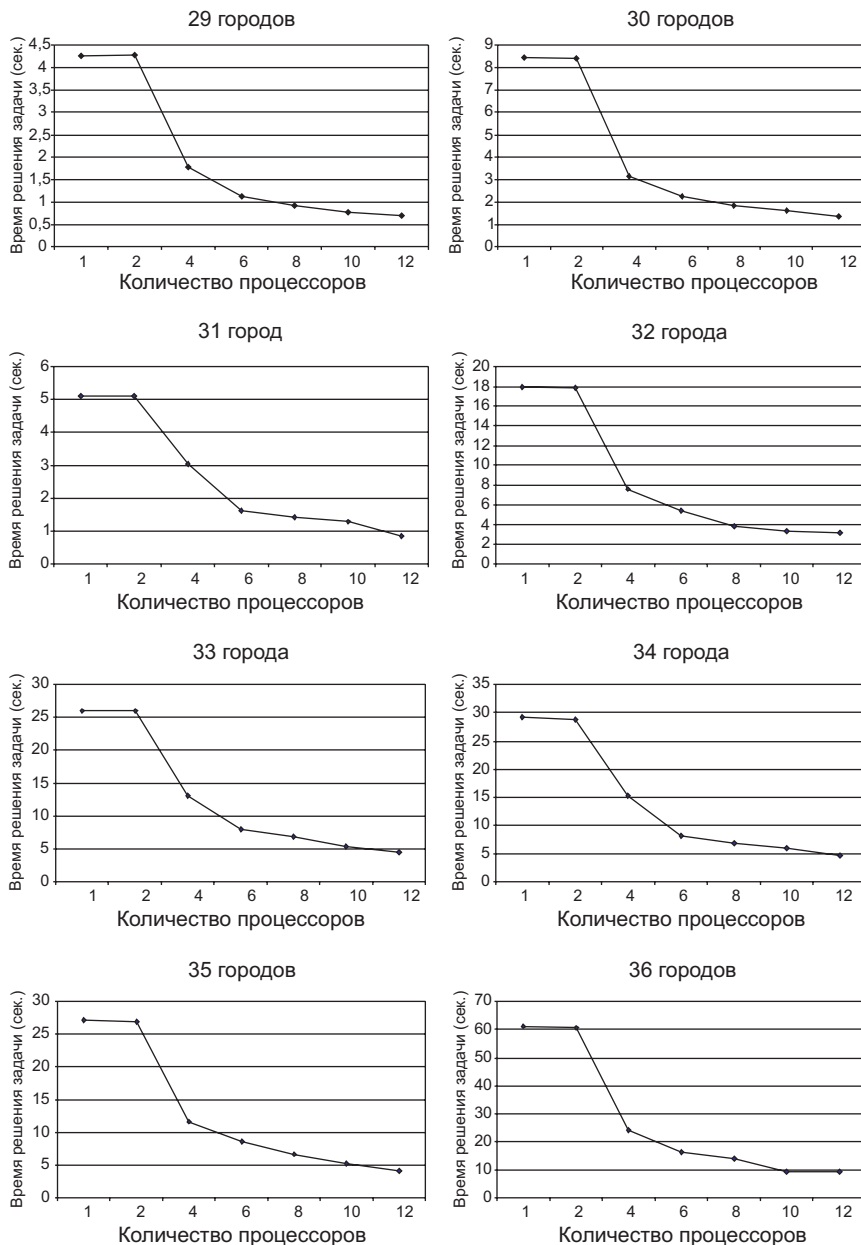 29 городов
Время решения задачи (сек.)
4,5
4
3,5
3
2,5
2
1,5
1
0,5
0
1 2 4 6 8 10 12
Количество процессоров
30 городов
Время решения задачи (сек.)
9
8
7
6
5
4
3
2
1
0
1 2 4 6 8 10 12
Количество процессоров
31 город
Время решения задачи (сек.)
6
5
4
3
2
1
0
1 2 4 6 8 10 12
Количество процессоров
32 города
Время решения задачи (сек.)
20
18
16
14
12
10
8
6
4
2
0
1 2 4 6 8 10 12
Количество процессоров
33 города
Время решения задачи (сек.)
30
25
20
15
10
5
0
1 2 4 6 8 10 12
Количество процессоров
34 города
Время решения задачи (сек.)
35
30
25
20
15
10
5
0
1 2 4 6 8 10 12
Количество процессоров
35 городов
Время решения задачи (сек.)
30
25
20
15
10
5
0
1 2 4 6 8 10 12
Количество процессоров
36 городов
Время решения задачи (сек.)
70
60
50
40
30
20
10
0
1 2 4 6 8 10 12
Количество процессоров